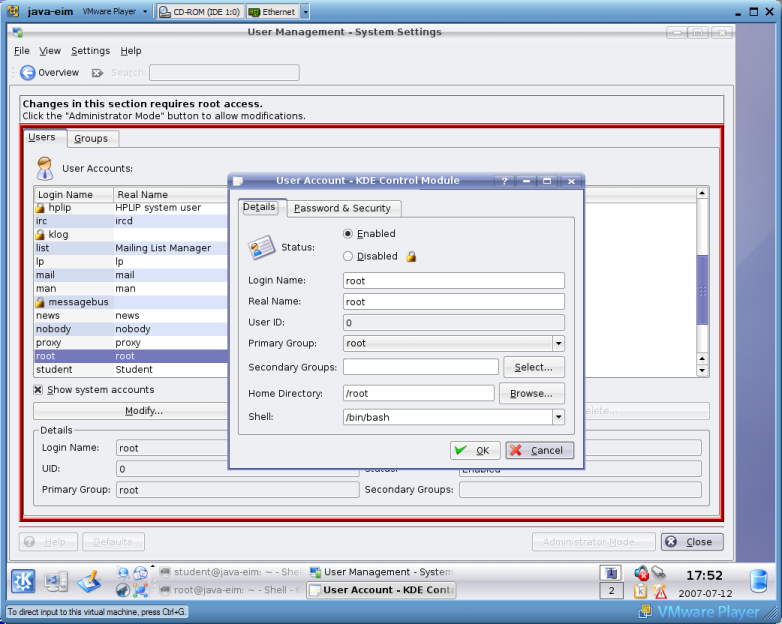 java-eim VMware Player CD-ROM (IDE 1:0) Ethernet
User Management - System Settings
File View Settings Help
Overview Search:
Changes in this section requires root access.
Click the "Administrator Mode" button to allow modifications.
Users Groups
User Accounts:
Login Name Real Name
hplip HPLIP system user
irc ircd
klog
list Mailing List Manager
lp lp
mail mail
man man
messagebus
news news
nobody nobody
proxy proxy
root root
student Student
Show system accounts
Modify...
Details
Login Name: root
UID: 0
Primary Group: root Secondary Groups:
User Account - KDE Control Module
Details Password & Security
Status: Enabled
Disabled
Login Name: root
Real Name: root
User ID: 0
Primary Group: root
Secondary Groups: Select...
Home Directory: /root Browse...
Shell: /bin/bash
OK Cancel
Help Defaults Administrator Mode... Close
student@java-eim: ~ - Shel User Management - System
root@java-eim: ~ - Shell - K User Account - KDE Cont
2
17:52
2007-07-12
To direct input to this virtual machine, press Ctrl+G.
VMware Player